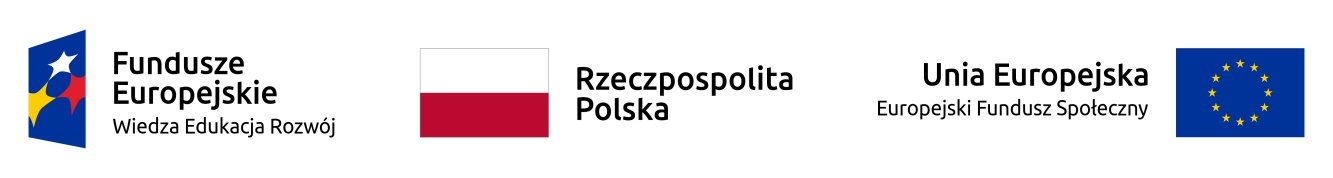 Fundusze
Europejskie
Wiedza Edukacja Rozwój
Rzeczpospolita
Polska
Unia Europejska
Europejski Fundusz Społeczny